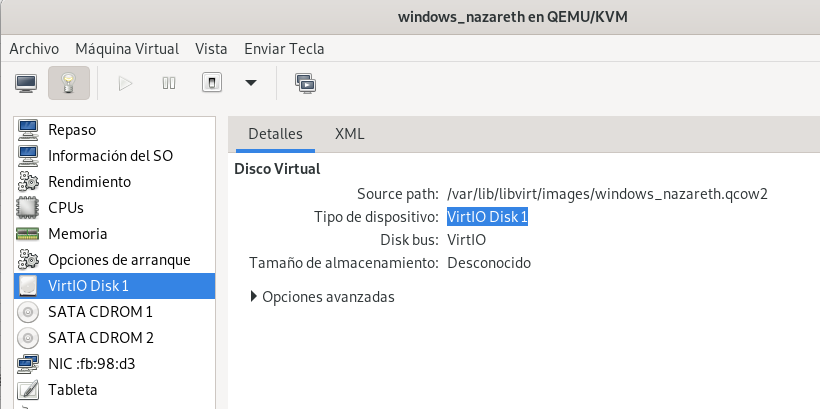 windows_nazareth en QEMU/KVM
Archivo Máquina Virtual Vista Enviar Tecla
Repaso
Información del SO
Rendimiento
CPUs
Memoria
Opciones de arranque
VirtIO Disk 1
SATA CDROM 1
SATA CDROM 2
NIC :fb:98:d3
Tableta
Detalles XML
Disco Virtual
Source path: /var/lib/libvirt/images/windows_nazareth.qcow2
Tipo de dispositivo: VirtIO Disk 1
Disk bus: VirtIO
Tamaño de almacenamiento: Desconocido
Opciones avanzadas